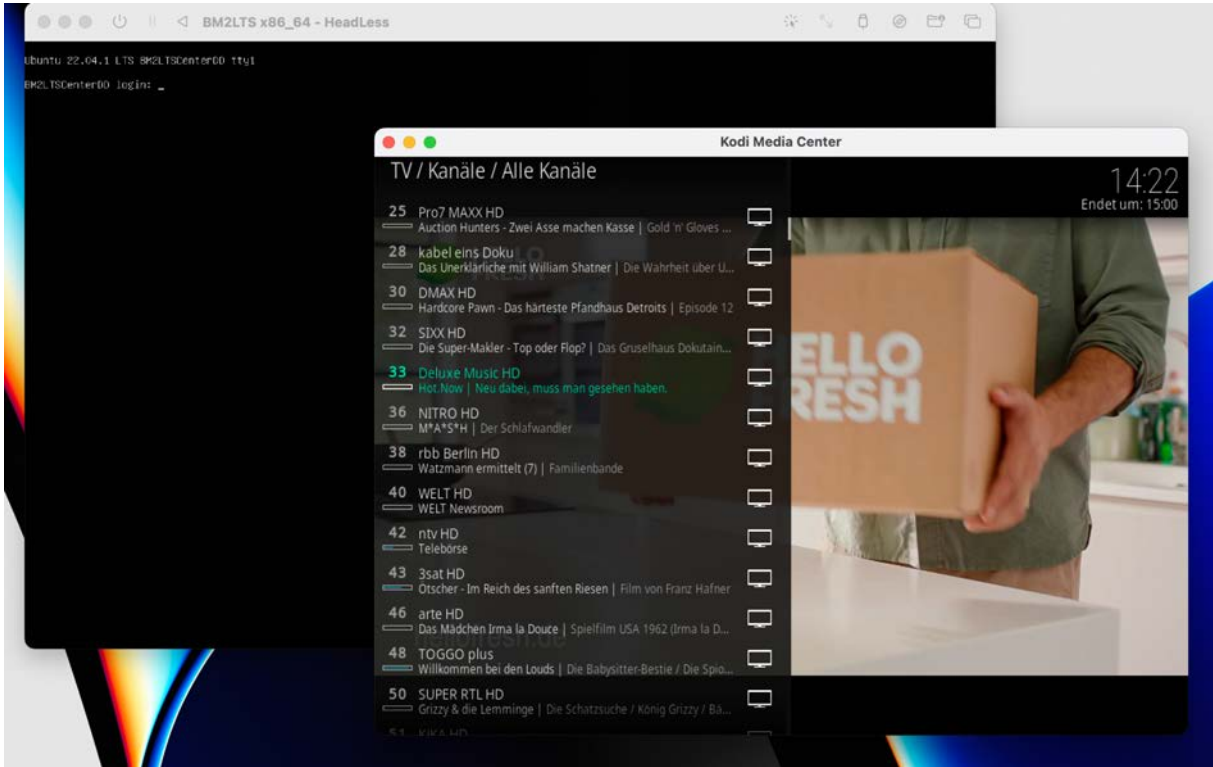 BM2LTS x86_64 - HeadLess
Ubuntu 22.04.1 LTS BM2LTSCenterDO tty1
BM2LTSCenterDO login: _
Kodi Media Center
TV / Kanäle / Alle Kanäle
14:22
Endet um: 15:00
25 Pro7 MAXX HD
Auction Hunters - Zwei Asse machen Kasse | Gold 'n' Gloves ...
28 kabel eins Doku
Das Unerklärliche mit William Shatner | Die Wahrheit über U...
30 DMAX HD
Hardcore Pawn - Das härteste Pfandhaus Detroits | Episode 12
32 SIXX HD
Die Super-Makler - Top oder Flop? | Das Gruselhaus Dokutain...
33 Deluxe Music HD
Hot.Now | Neu dabei, muss man gesehen haben.
36 NITRO HD
M*A*S*H | Der Schlafwandler
38 rbb Berlin HD
Watzmann ermittelt (7) | Familienbande
40 WELT HD
WELT Newsroom
42 ntv HD
Telebörse
43 3sat HD
Ötscher - Im Reich des sanften Riesen | Film von Franz Hafner
46 arte HD
Das Mädchen Irma la Douce | Spielfilm USA 1962 (Irma la D...
48 TOGGO plus
Willkommen bei den Louds | Die Babysitter-Bestie / Die Spio...
50 SUPER RTL HD
Grizzy & die Lemminge | Die Schatzsuche / König Grizzy / Bä...
51 KiKA HD
HELLO
FRESH
hellofresh.de